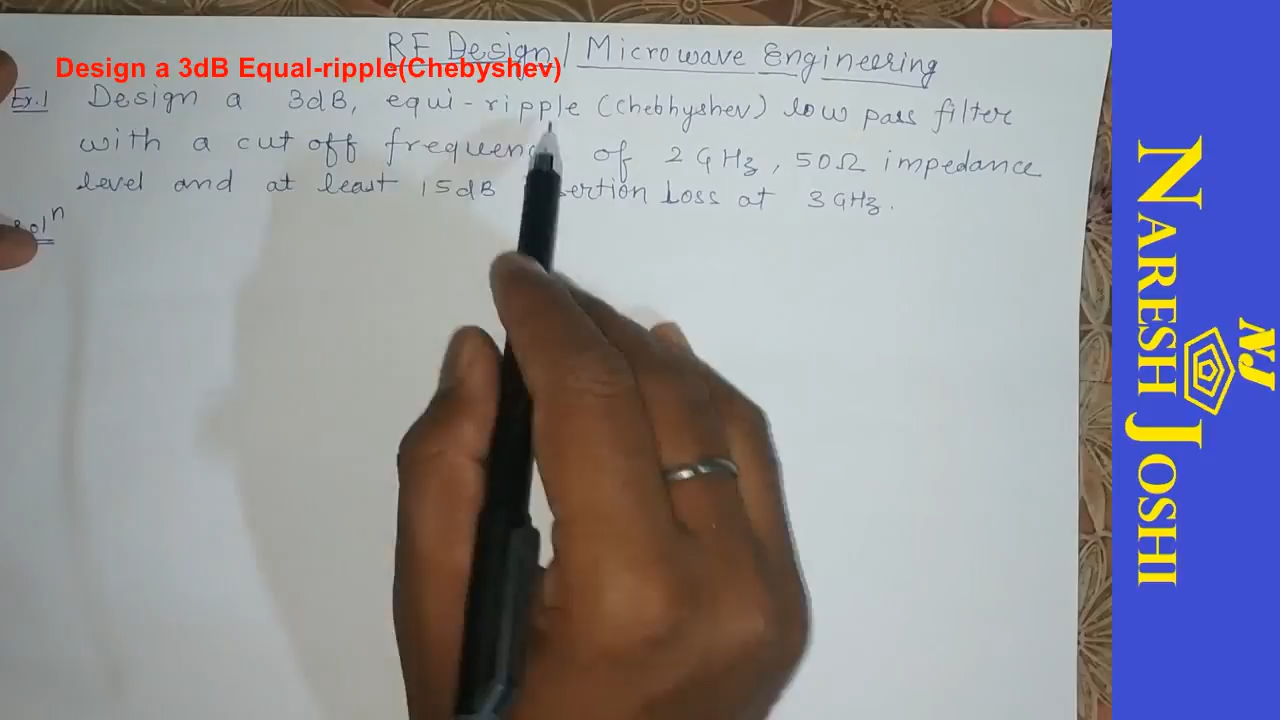 RF Design / Microwave Engineering
Design a 3dB Equal-ripple(Chebyshev)
Ex.1 Design a 3dB, equi-ripple (chebhyshev) low pass filter
with a cut off of 2 GHz, 50Ω impedance
level and at least 15dB Loss at 3 GHz.
Solⁿ
NARESH JOSHI
NJ